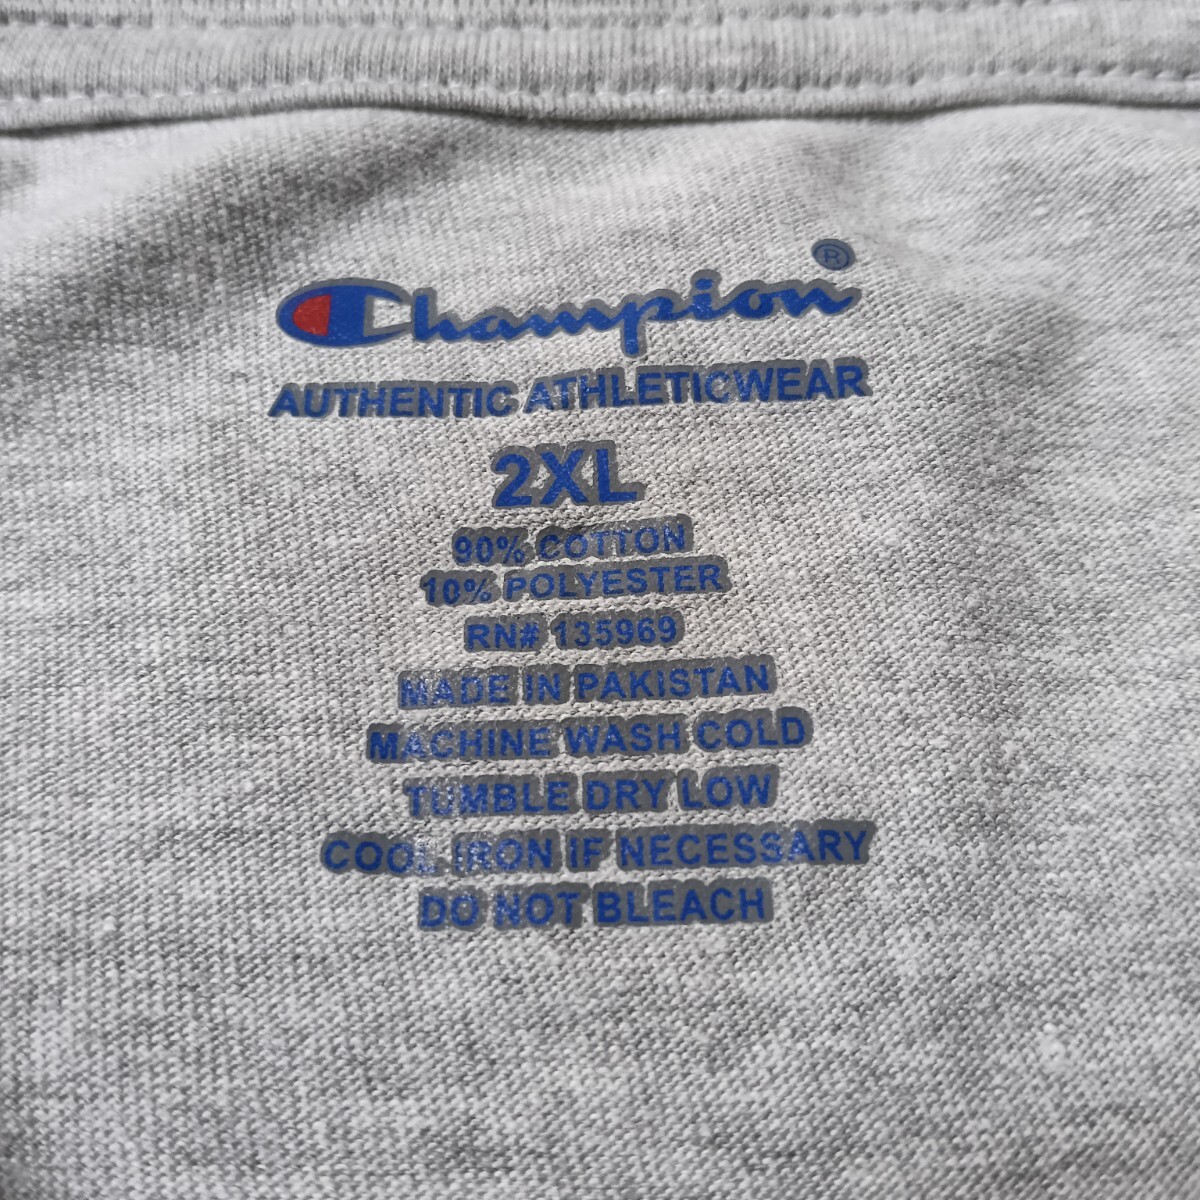 Champion®
AUTHENTIC ATHLETICWEAR
2XL
90% COTTON
10% POLYESTER
RN# 135969
MADE IN PAKISTAN
MACHINE WASH COLD
TUMBLE DRY LOW
COOL IRON IF NECESSARY
DO NOT BLEACH